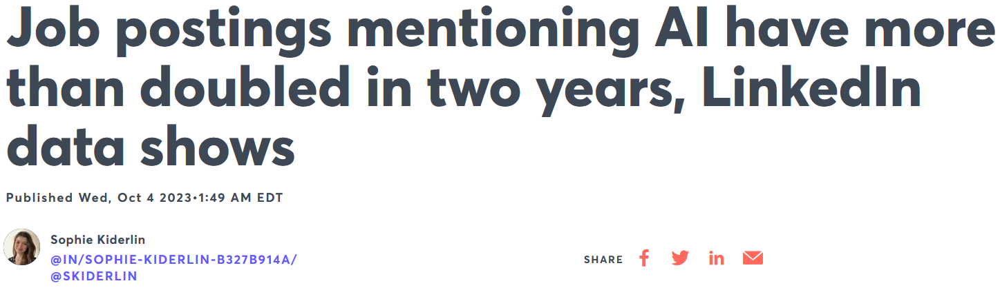 Job postings mentioning AI have more
than doubled in two years, LinkedIn
data shows
Published Wed, Oct 4 2023•1:49 AM EDT
Sophie Kiderlin
@IN/SOPHIE-KIDERLIN-B327B914A/
@SKIDERLIN
SHARE